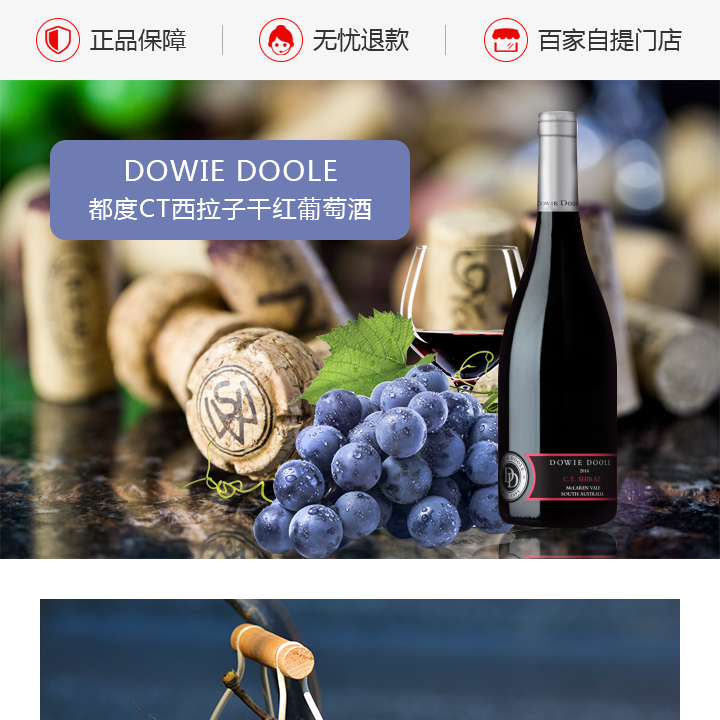 正品保障
无忧退款
百家自提门店
DOWIE DOOLE
都度CT西拉子干红葡萄酒
DOWIE DOOLE
DOWIE DOOLE
2014
C.T. SHIRAZ
McLAREN VALE
SOUTH AUSTRALIA